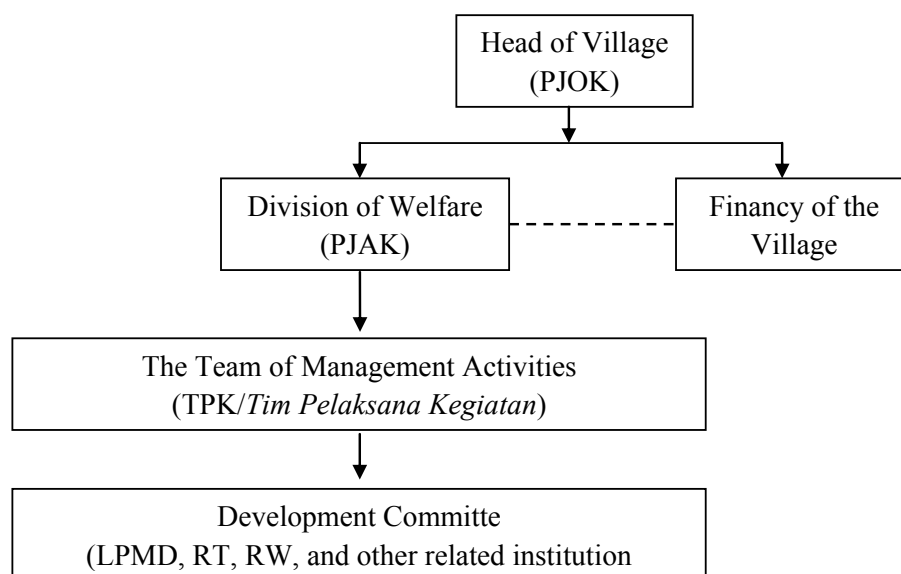 Head of Village
(PJOK)
Division of Welfare
(PJAK)
Financy of the
Village
The Team of Management Activities
(TPK/Tim Pelaksana Kegiatan)
Development Committe
(LPMD, RT, RW, and other related institution